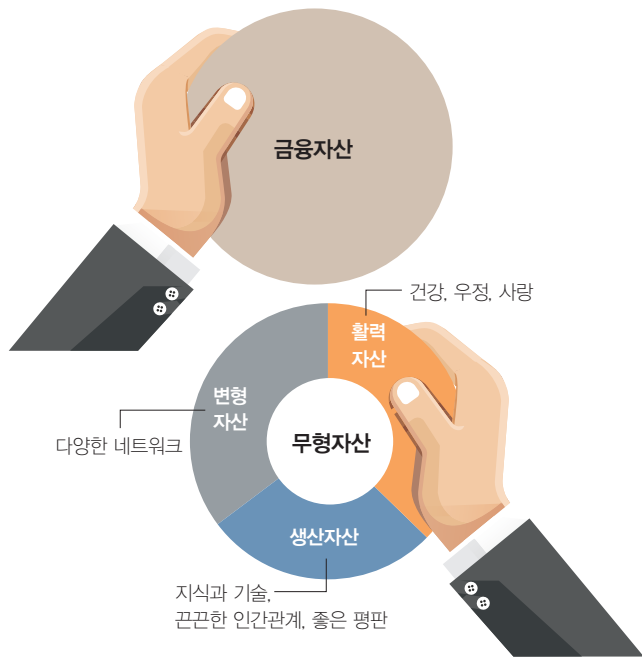 금융자산
건강, 우정, 사랑
활력
자산
변형
자산
다양한 네트워크
무형자산
생산자산
지식과 기술,
끈끈한 인간관계, 좋은 평판